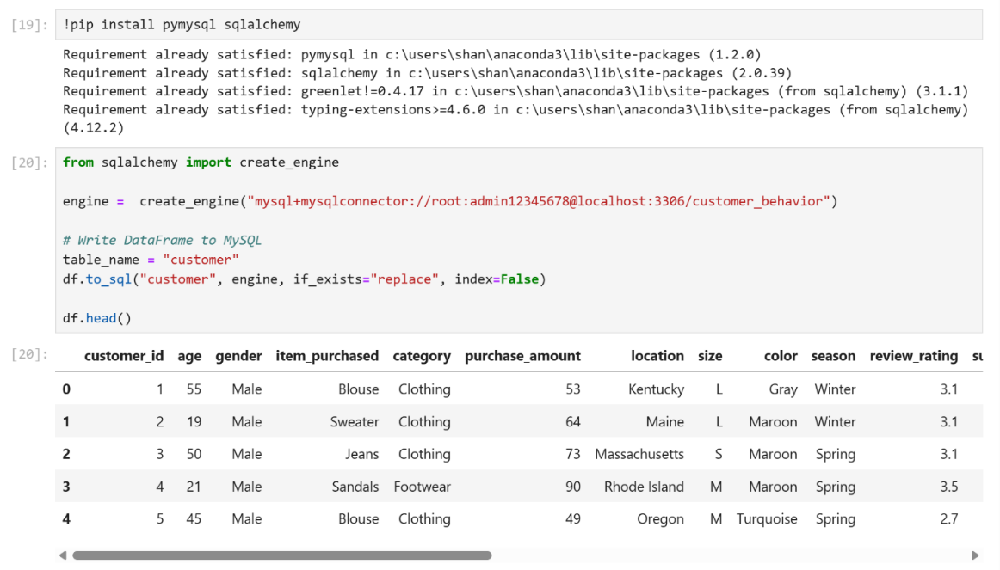 [19]: !pip install pymysql sqlalchemy
Requirement already satisfied: pymysql in c:\users\shan\anaconda3\lib\site-packages (1.2.0)
Requirement already satisfied: sqlalchemy in c:\users\shan\anaconda3\lib\site-packages (2.0.39)
Requirement already satisfied: greenlet!=0.4.17 in c:\users\shan\anaconda3\lib\site-packages (from sqlalchemy) (3.1.1)
Requirement already satisfied: typing-extensions>=4.6.0 in c:\users\shan\anaconda3\lib\site-packages (from sqlalchemy)
(4.12.2)
[20]: from sqlalchemy import create_engine
engine =  create_engine("mysql+mysqlconnector://root:admin12345678@localhost:3306/customer_behavior")
# Write DataFrame to MySQL
table_name = "customer"
df.to_sql("customer", engine, if_exists="replace", index=False)
df.head()
[20]: customer_id age gender item_purchased category purchase_amount location size color season review_rating su
0 1 55 Male Blouse Clothing 53 Kentucky L Gray Winter 3.1
1 2 19 Male Sweater Clothing 64 Maine L Maroon Winter 3.1
2 3 50 Male Jeans Clothing 73 Massachusetts S Maroon Spring 3.1
3 4 21 Male Sandals Footwear 90 Rhode Island M Maroon Spring 3.5
4 5 45 Male Blouse Clothing 49 Oregon M Turquoise Spring 2.7